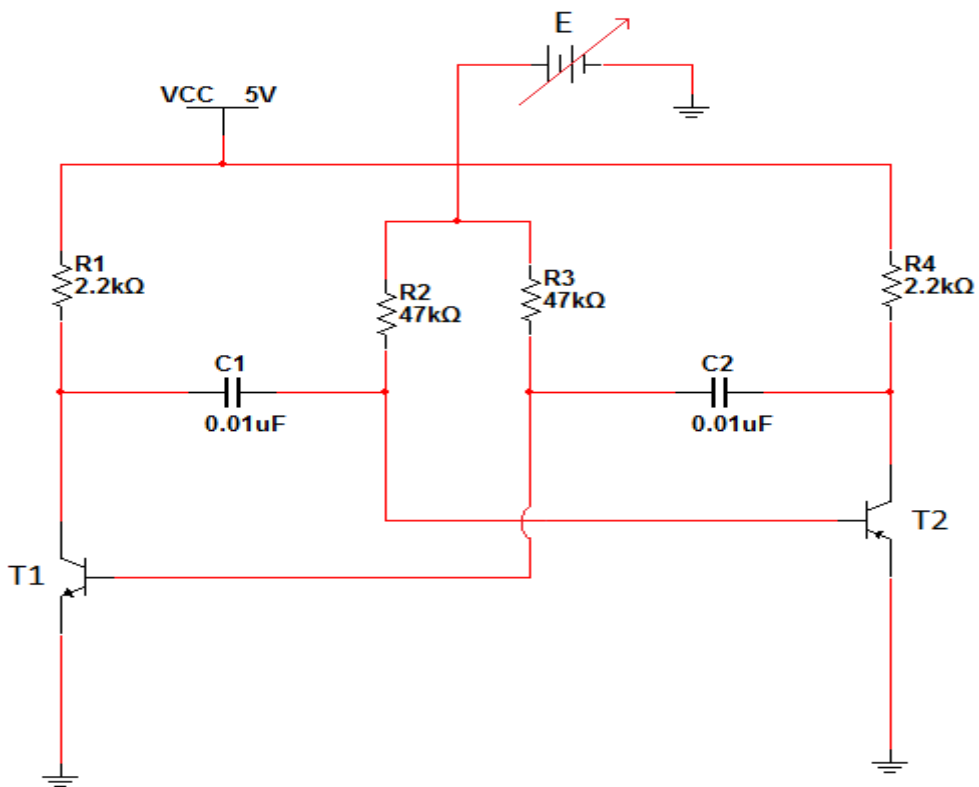 E
VCC 5V
R1
2.2kΩ
R2
47kΩ
R3
47kΩ
R4
2.2kΩ
C1
0.01uF
C2
0.01uF
T1
T2